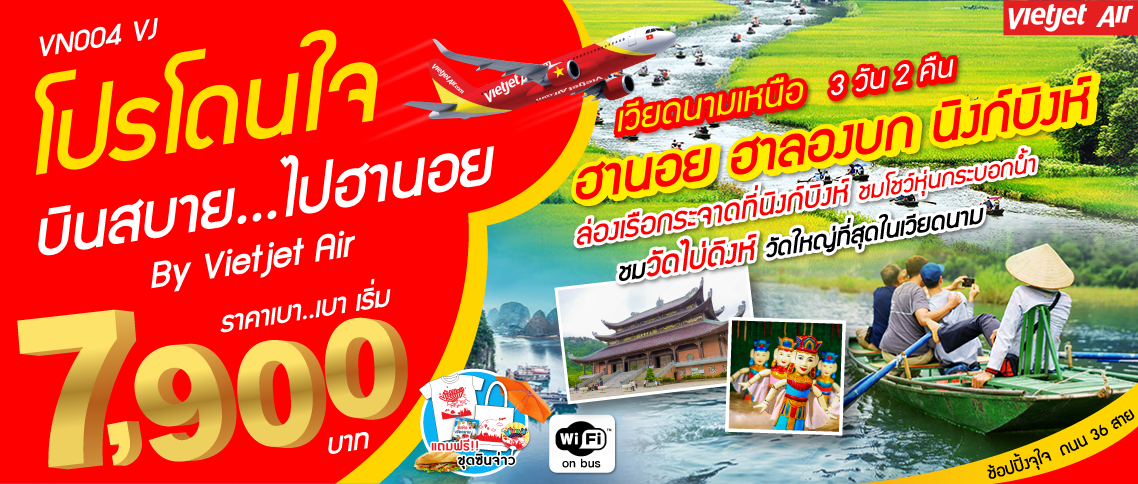 VN004 VJ
โปรโดนใจ
บินสบาย...ไปฮานอย
By Vietjet Air
ราคาเบา..เบา เริ่ม
7,900
บาท
แถมฟรี!!
ชุดซินจ่าว
WiFi
on bus
Vietjet Air.com
Vietjet Air
เวียดนามเหนือ 3 วัน 2 คืน
ฮานอย ฮาลองบก นิงก์บิงห์
ล่องเรือกระจาดที่นิงก์บิงห์ ชมโชว์หุ่นกระบอกน้ำ
ชมวัดไบ๋ดิงห์ วัดใหญ่ที่สุดในเวียดนาม
ช้อปปิ้งจุใจ ถนน 36 สาย